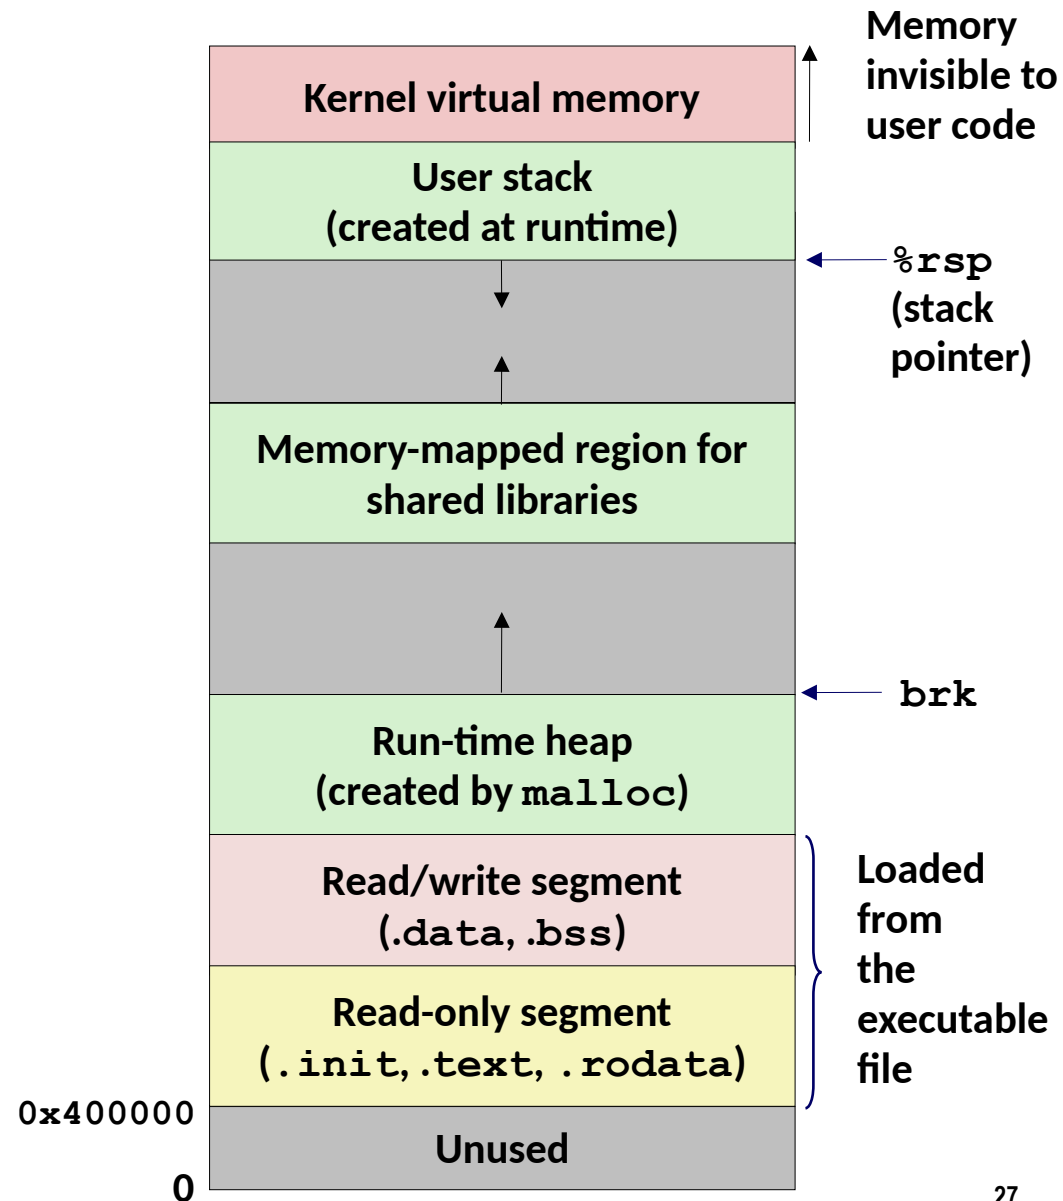 Memory
invisible to
user code
Kernel virtual memory
User stack
(created at runtime)
%rsp
(stack
pointer)
Memory-mapped region for
shared libraries
brk
Run-time heap
(created by malloc)
Read/write segment
(.data, .bss)
Loaded
from
the
executable
file
Read-only segment
(.init, .text, .rodata)
0x400000
Unused
0
27